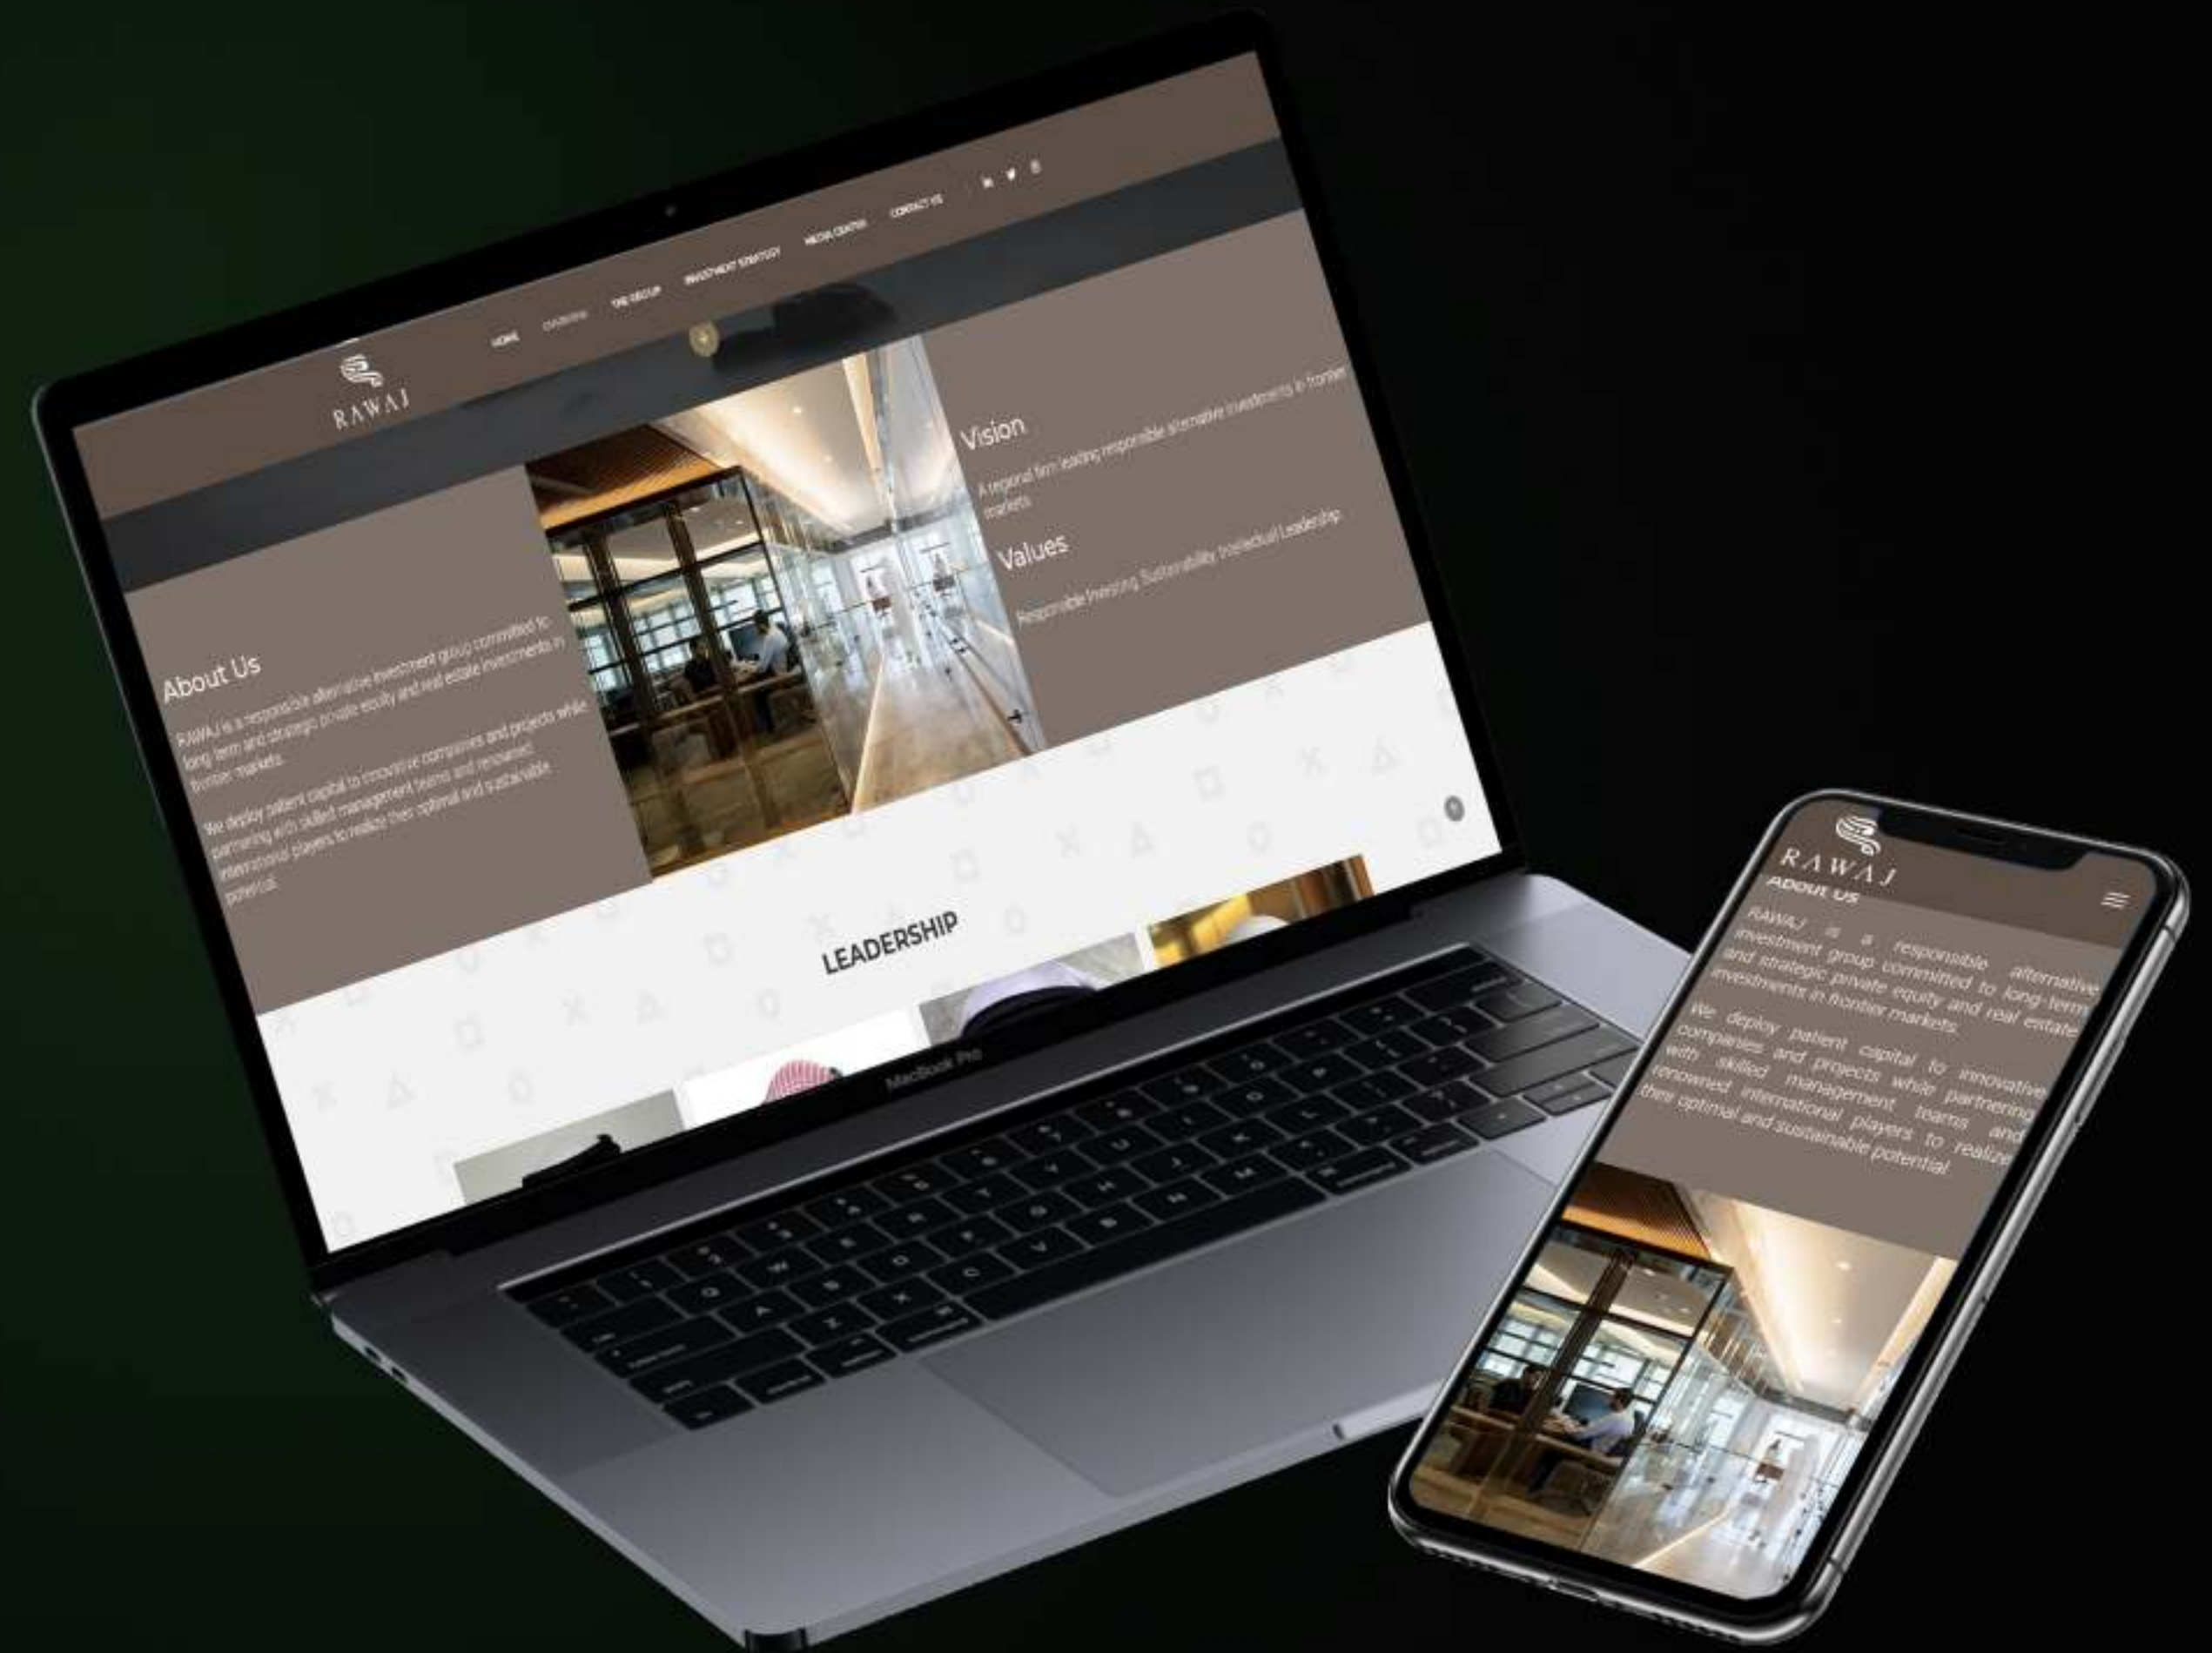 RAWAJ
HOME
OVERVIEW
THE GROUP
INVESTMENT STRATEGY
MEDIA CENTER
CONTACT US
About Us
RAWAJ is a responsible alternative investment group committed to
long term and strategic private equity and real estate investments in
frontier markets.
We deploy patient capital to innovative companies and projects while
partnering with skilled management teams and renowned
international players to realize their optimal and sustainable
potential.
Vision
A regional firm leading responsible alternative investments in frontier
markets.
Values
Responsible Investing, Sustainability, Intellectual Leadership.
LEADERSHIP
MacBook Pro
RAWAJ
About Us
RAWAJ is a responsible alternative
investment group committed to long-term
and strategic private equity and real estate
investments in frontier markets.
We deploy patient capital to innovative
companies and projects while partnering
with skilled management teams and
renowned international players to realize
their optimal and sustainable potential.